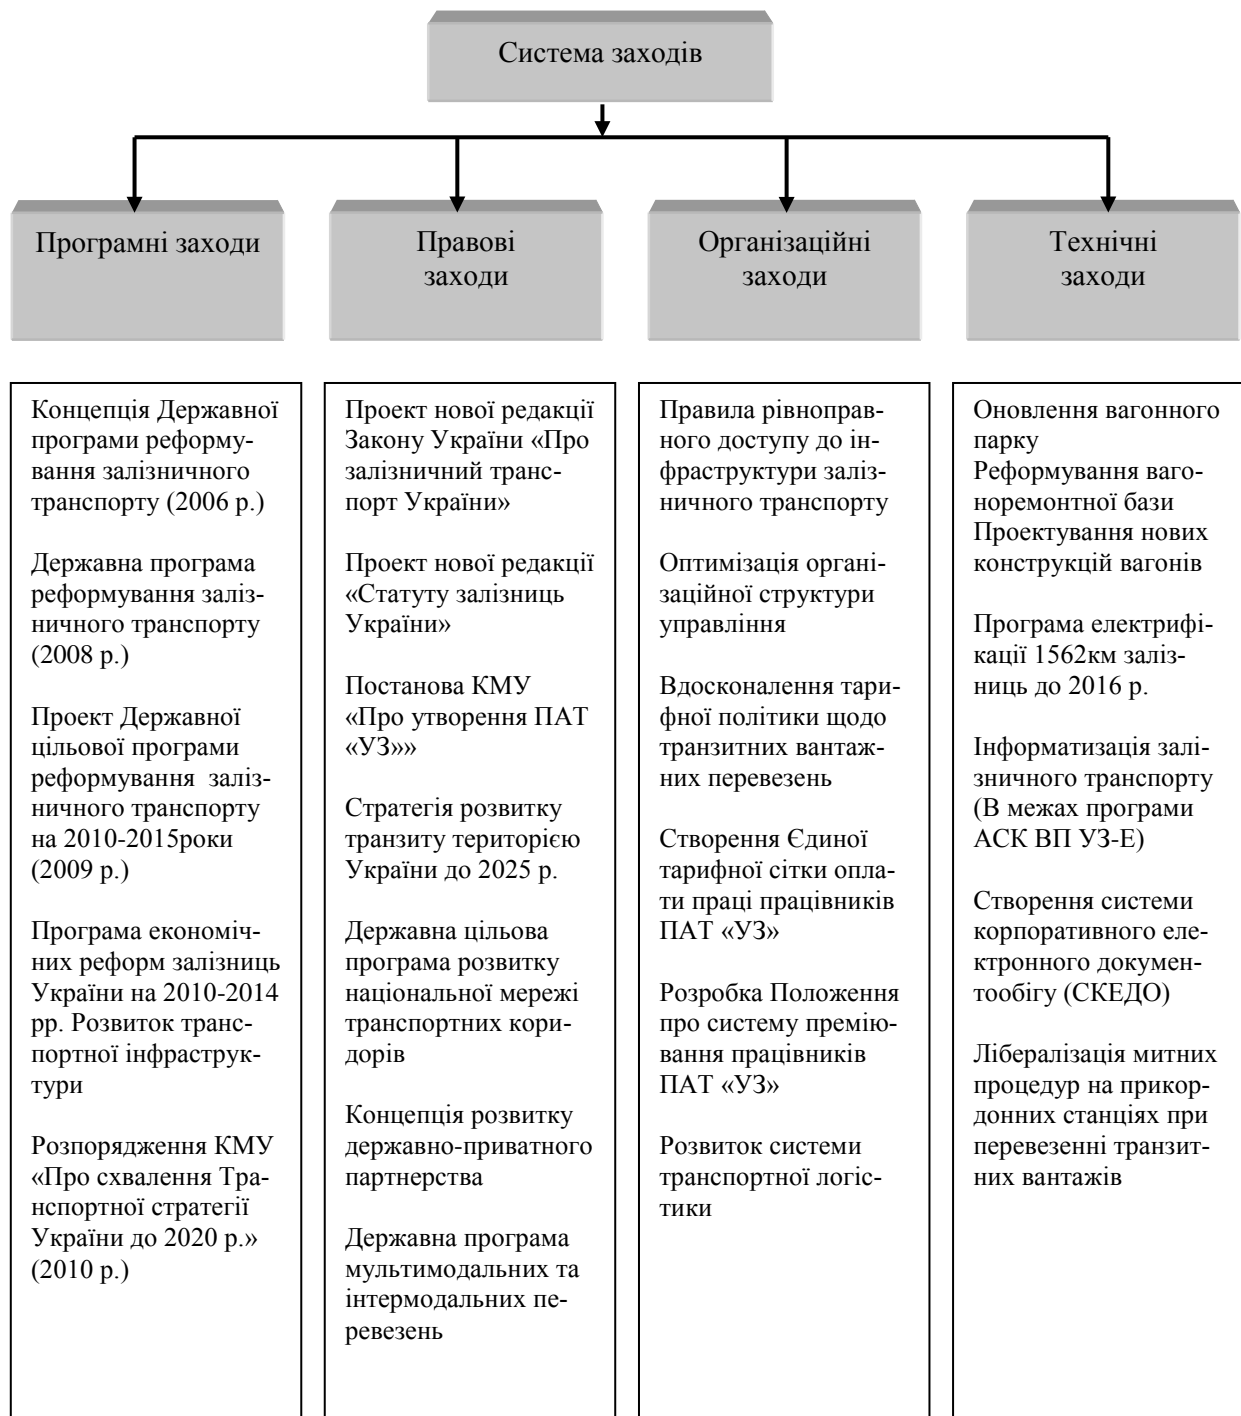 Система заходів
Програмні заходи
Правові
заходи
Організаційні
заходи
Технічні
заходи
Концепція Державної
програми реформу-
вання залізничного
транспорту (2006 р.)
Державна програма
реформування заліз-
ничного транспорту
(2008 р.)
Проект Державної
цільової програми
реформування заліз-
ничного транспорту
на 2010-2015роки
(2009 р.)
Програма економіч-
них реформ залізниць
України на 2010-2014
рр. Розвиток транс-
портної інфраструк-
тури
Розпорядження КМУ
«Про схвалення Тра-
нспортної стратегії
України до 2020 р.»
(2010 р.)
Проект нової редакції
Закону України «Про
залізничний транс-
порт України»
Проект нової редакції
«Статуту залізниць
України»
Постанова КМУ
«Про утворення ПАТ
«УЗ»»
Стратегія розвитку
транзиту територією
України до 2025 р.
Державна цільова
програма розвитку
національної мережі
транспортних кори-
дорів
Концепція розвитку
державно-приватного
партнерства
Державна програма
мультимодальних та
інтермодальних пе-
ревезень
Правила рівноправ-
ного доступу до ін-
фраструктури заліз-
ничного транспорту
Оптимізація органі-
заційної структури
управління
Вдосконалення тари-
фної політики щодо
транзитних вантаж-
них перевезень
Створення Єдиної
тарифної сітки опла-
ти праці працівників
ПАТ «УЗ»
Розробка Положення
про систему премію-
вання працівників
ПАТ «УЗ»
Розвиток системи
транспортної логіс-
тики
Оновлення вагонного
парку
Реформування ваго-
норемонтної бази
Проектування нових
конструкцій вагонів
Програма електрифі-
кації 1562км заліз-
ниць до 2016 р.
Інформатизація залі-
зничного транспорту
(В межах програми
АСК ВП УЗ-Е)
Створення системи
корпоративного еле-
ктронного докумен-
тообігу (СКЕДО)
Лібералізація митних
процедур на прикор-
донних станціях при
перевезенні транзит-
них вантажів